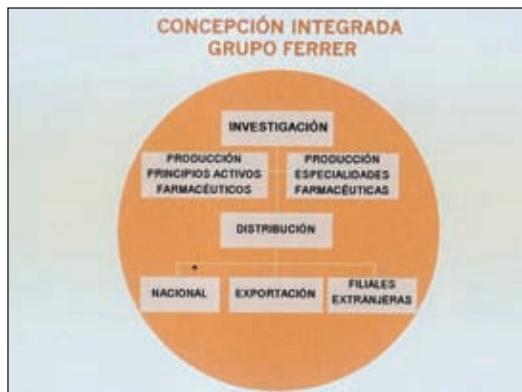 CONCEPCIÓN INTEGRADA
GRUPO FERRER
INVESTIGACIÓN
PRODUCCIÓN
PRINCIPIOS ACTIVOS
FARMACÉUTICOS
PRODUCCIÓN
ESPECIALIDADES
FARMACÉUTICAS
DISTRIBUCIÓN
NACIONAL
EXPORTACIÓN
FILIALES
EXTRANJERAS